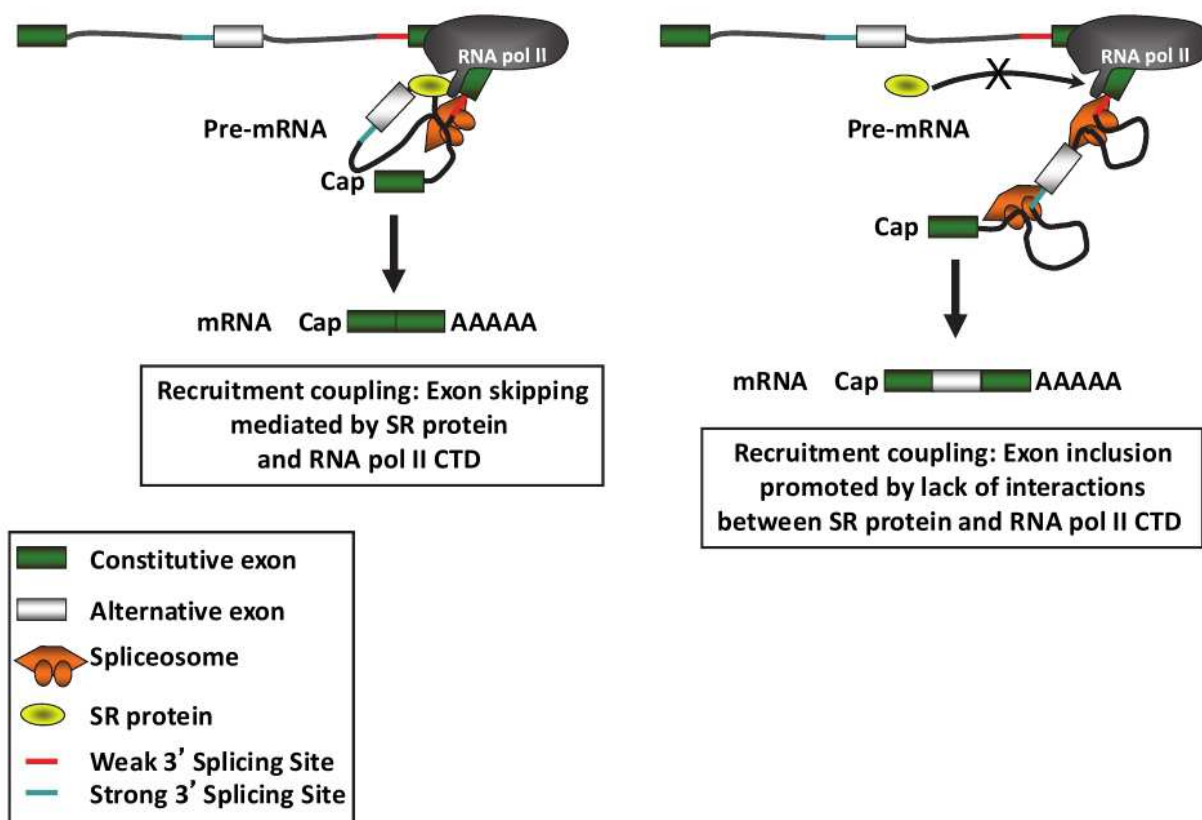 RNA pol II
Pre-mRNA
Cap
mRNA Cap AAAAA
Recruitment coupling: Exon skipping
mediated by SR protein
and RNA pol II CTD
RNA pol II
X
Pre-mRNA
Cap
mRNA Cap AAAAA
Recruitment coupling: Exon inclusion
promoted by lack of interactions
between SR protein and RNA pol II CTD
Constitutive exon
Alternative exon
Spliceosome
SR protein
Weak 3' Splicing Site
Strong 3' Splicing Site